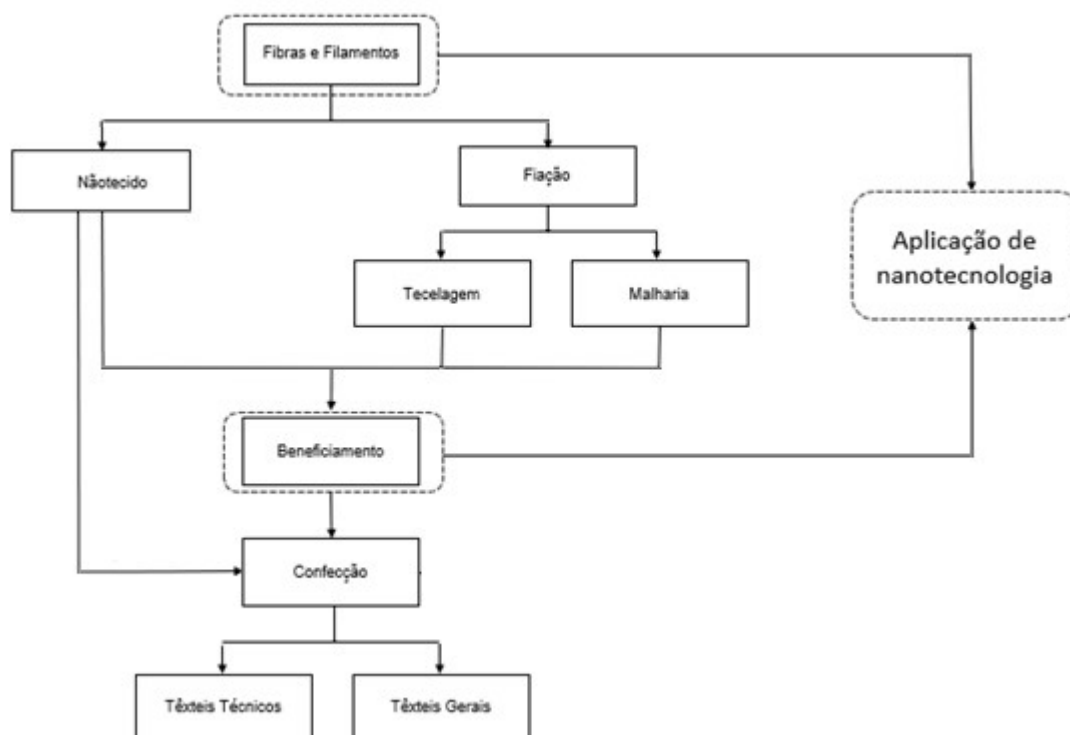 Fibras e Filamentos
Nãotecido
Fiação
Aplicação de
nanotecnologia
Tecelagem
Malharia
Beneficiamento
Confecção
Têxteis Técnicos
Têxteis Gerais